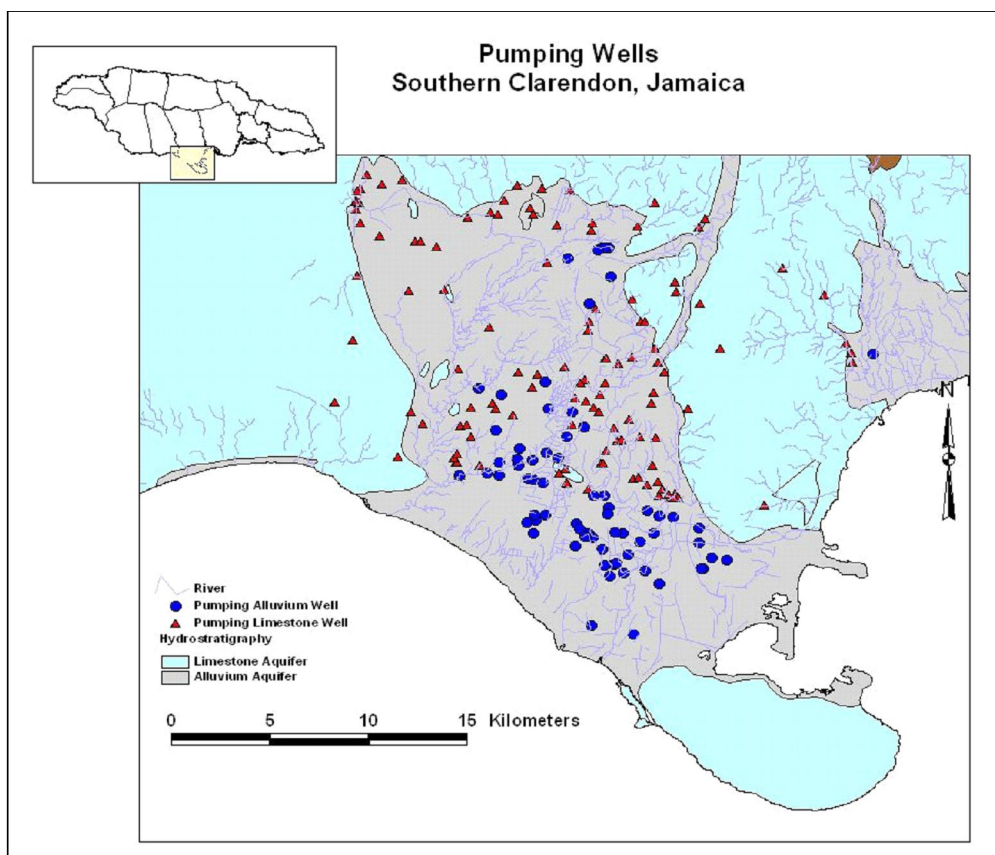 Pumping Wells
Southern Clarendon, Jamaica
N
River
Pumping Alluvium Well
Pumping Limestone Well
Hydrostratigraphy
Limestone Aquifer
Alluvium Aquifer
0 5 10 15 Kilometers